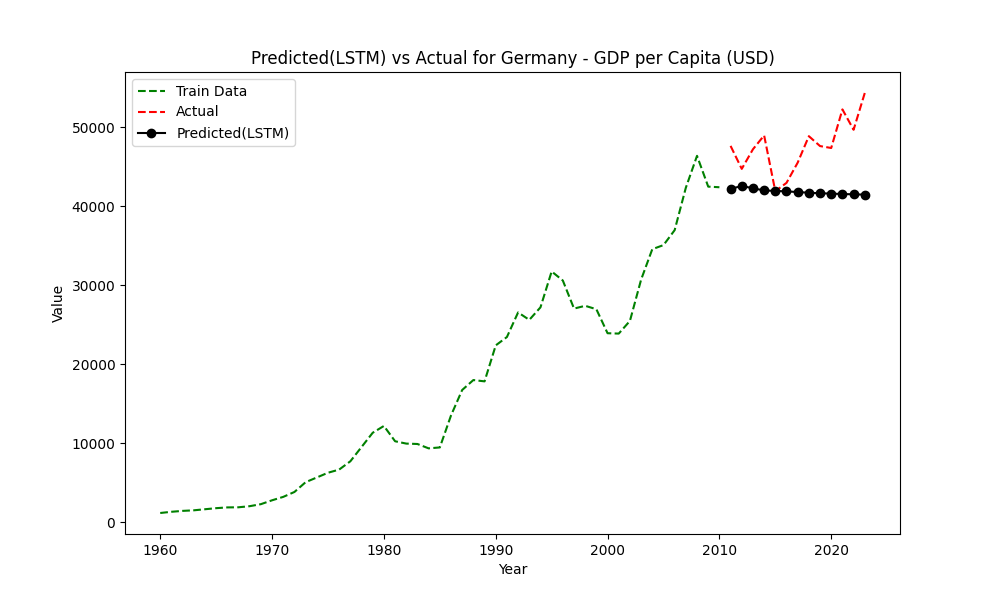 Predicted(LSTM) vs Actual for Germany - GDP per Capita (USD)
Train Data
Actual
Predicted(LSTM)
Value
50000
40000
30000
20000
10000
0
1960 1970 1980 1990 2000 2010 2020
Year